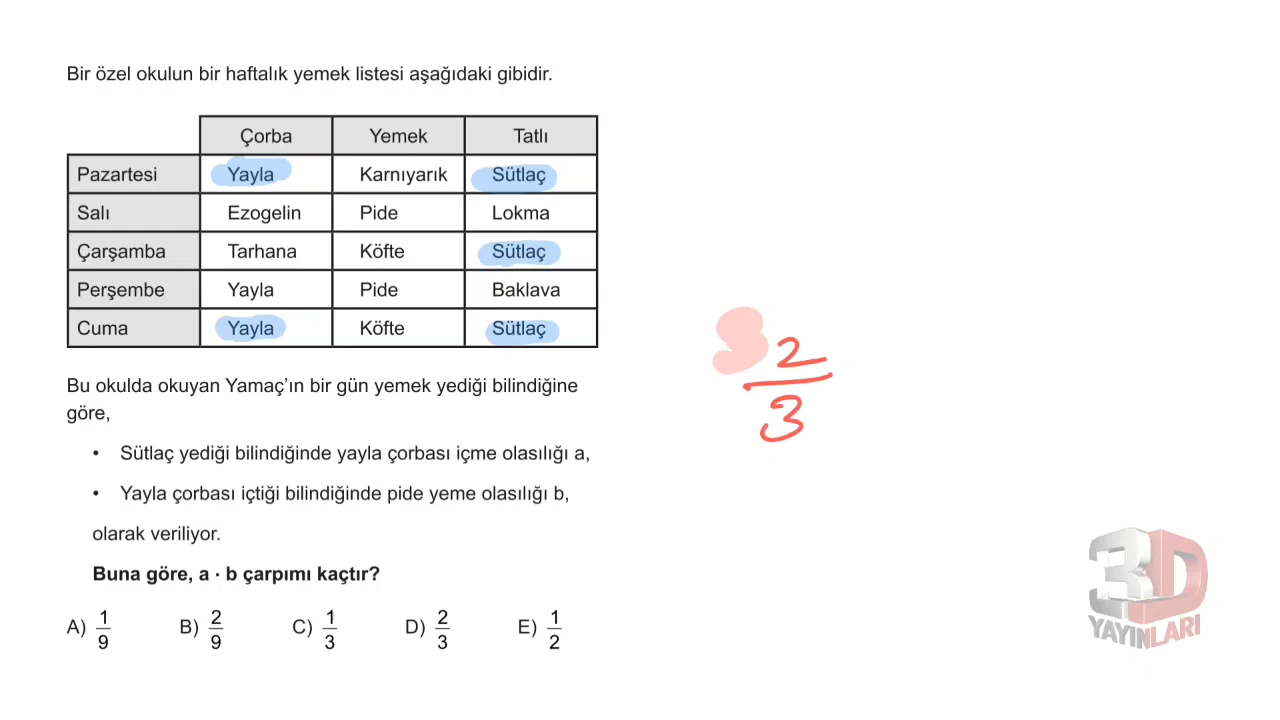 Bir özel okulun bir haftalık yemek listesi aşağıdaki gibidir.
Çorba Yemek Tatlı
Pazartesi Yayla Karnıyarık Sütlaç
Salı Ezogelin Pide Lokma
Çarşamba Tarhana Köfte Sütlaç
Perşembe Yayla Pide Baklava
Cuma Yayla Köfte Sütlaç
Bu okulda okuyan Yamaç'ın bir gün yemek yediği bilindiğine
göre,
• Sütlaç yediği bilindiğinde yayla çorbası içme olasılığı a,
• Yayla çorbası içtiği bilindiğinde pide yeme olasılığı b,
olarak veriliyor.
Buna göre, a · b çarpımı kaçtır?
A) 1/9 B) 2/9 C) 1/3 D) 2/3 E) 1/2
2
3
3D
YAYINLARI